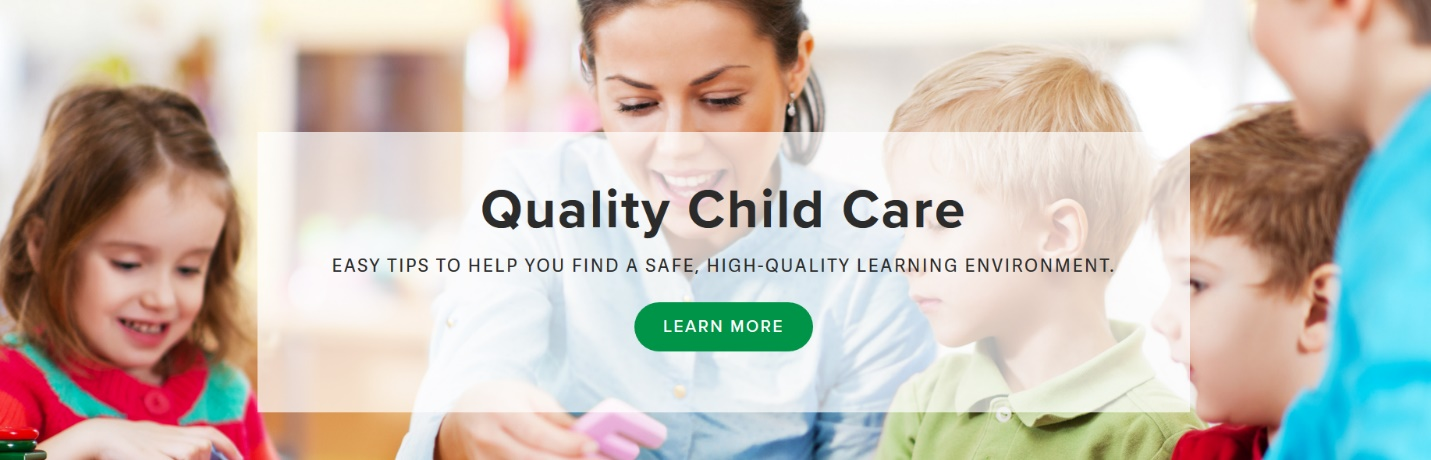 Quality Child Care
EASY TIPS TO HELP YOU FIND A SAFE, HIGH-QUALITY LEARNING ENVIRONMENT.
LEARN MORE